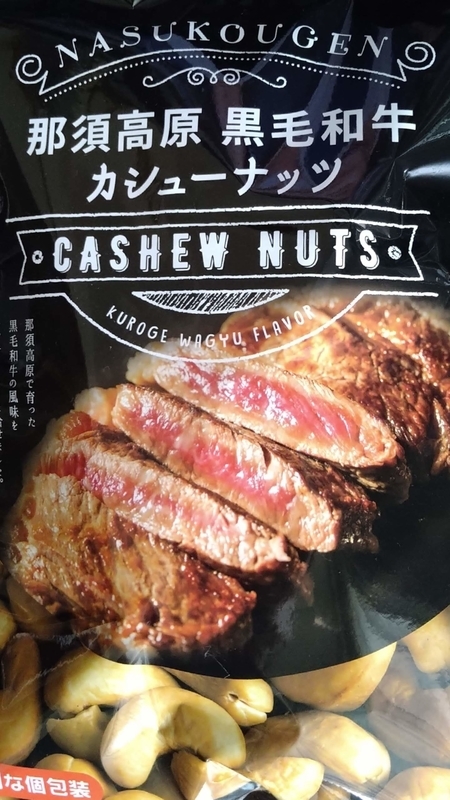 NASUKOUGEN
那須高原 黒毛和牛
カシューナッツ
CASHEW NUTS
KUROGE WAGYU FLAVOR
那須高原で育った
黒毛和牛の風味を
な個包装